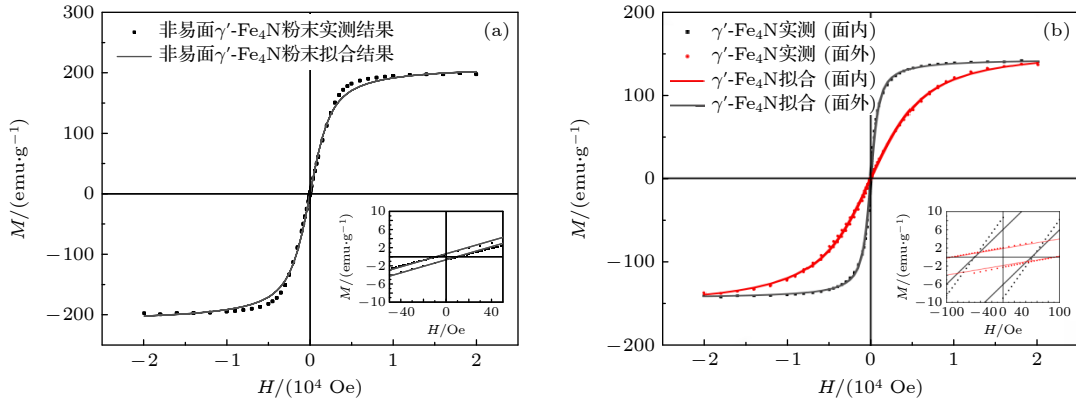 (a)
非易面γ′-Fe₄N粉末实测结果
非易面γ′-Fe₄N粉末拟合结果
300
200
100
0
−100
−200
M/(emu·g⁻¹)
−2
−1
0
1
2
H/(10⁴ Oe)
10
6
2
−2
−6
−10
M/(emu·g⁻¹)
−40
0
40
H/Oe
(b)
γ′-Fe₄N实测 (面内)
γ′-Fe₄N实测 (面外)
γ′-Fe₄N拟合 (面内)
γ′-Fe₄N拟合 (面外)
200
100
0
−100
−200
M/(emu·g⁻¹)
−2
−1
0
1
2
H/(10⁴ Oe)
10
6
2
−2
−6
−10
M/(emu·g⁻¹)
−100
−40
0
40
100
H/Oe